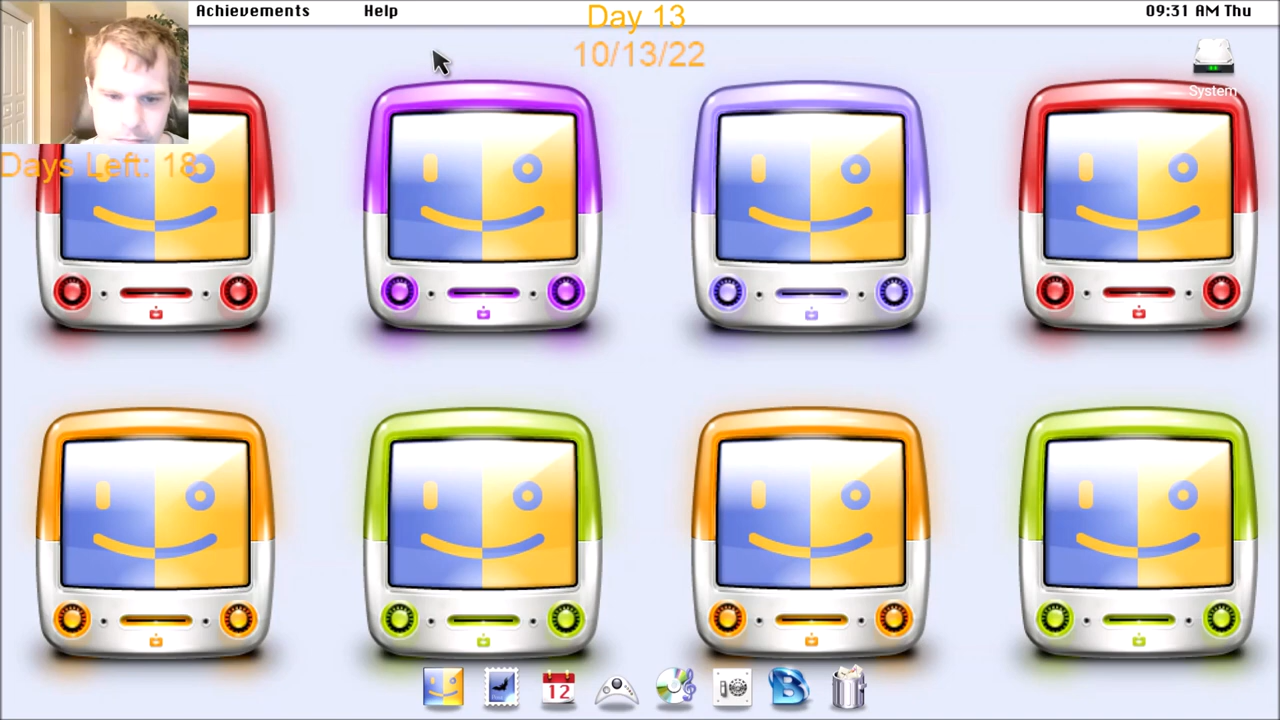 Achievements Help 09:31 AM Thu
Day 13
10/13/22
System
Days Left: 18
12